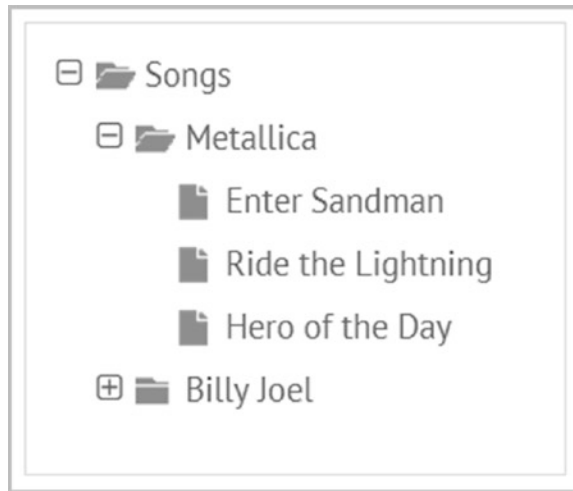 Songs
Metallica
Enter Sandman
Ride the Lightning
Hero of the Day
Billy Joel